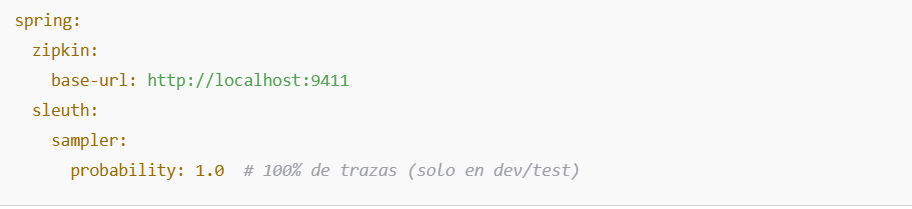 spring:
  zipkin:
    base-url: http://localhost:9411
  sleuth:
    sampler:
      probability: 1.0  # 100% de trazas (solo en dev/test)